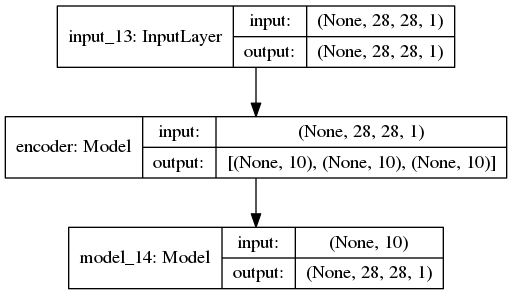 input_13: InputLayer
input: (None, 28, 28, 1)
output: (None, 28, 28, 1)
encoder: Model
input: (None, 28, 28, 1)
output: [(None, 10), (None, 10), (None, 10)]
model_14: Model
input: (None, 10)
output: (None, 28, 28, 1)